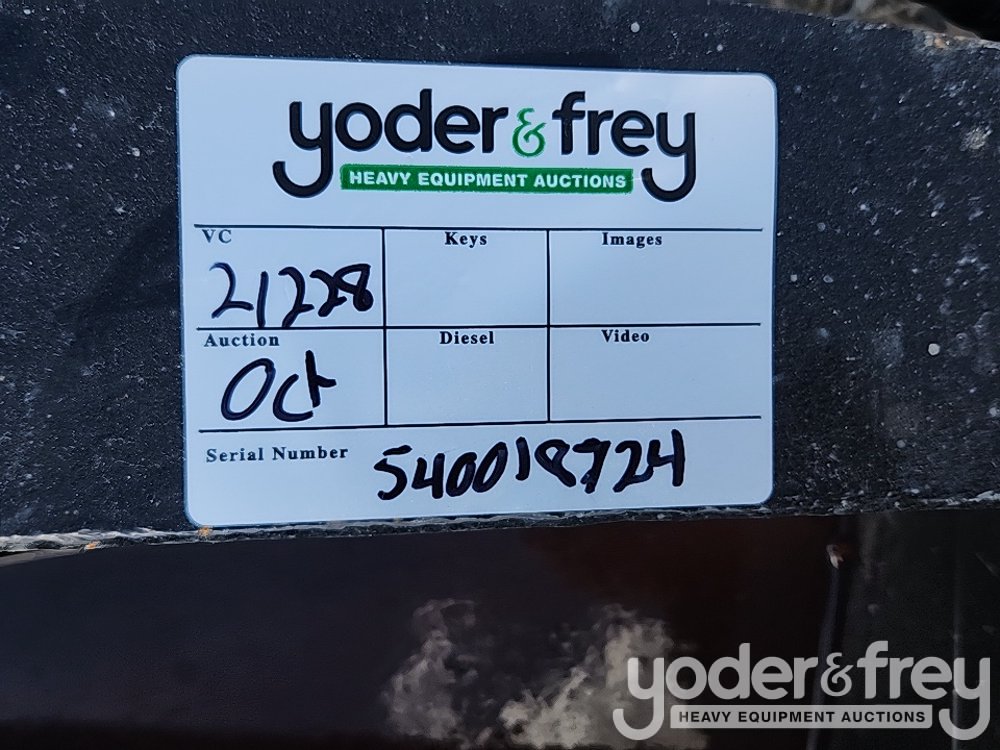 yoder & frey
HEAVY EQUIPMENT AUCTIONS
VC Keys Images
21228
Auction Diesel Video
Oct
Serial Number 540018724
yoder & frey
HEAVY EQUIPMENT AUCTIONS